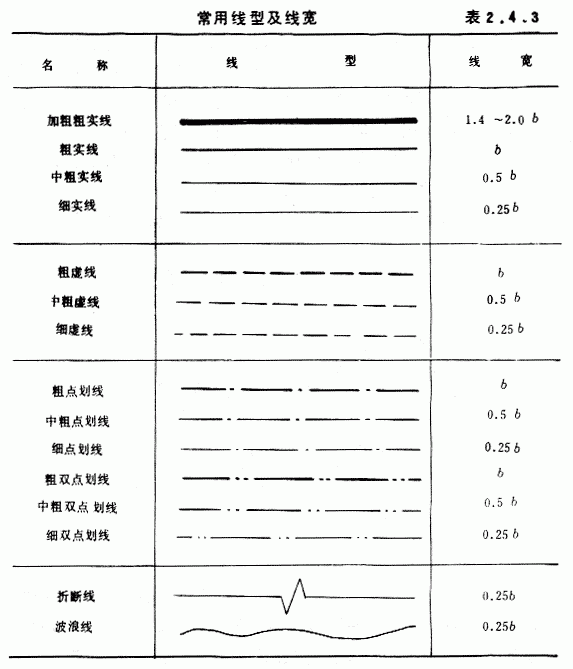 常用线型及线宽 表2.4.3
名称 线型 线宽
加粗粗实线 1.4 ~2.0 b
粗实线 b
中粗实线 0.5 b
细实线 0.25b
粗虚线 b
中粗虚线 0.5 b
细虚线 0.25 b
粗点划线 b
中粗点划线 0.5 b
细点划线 0.25b
粗双点划线 b
中粗双点划线 0.5 b
细双点划线 0.25 b
折断线 0.25b
波浪线 0.25b